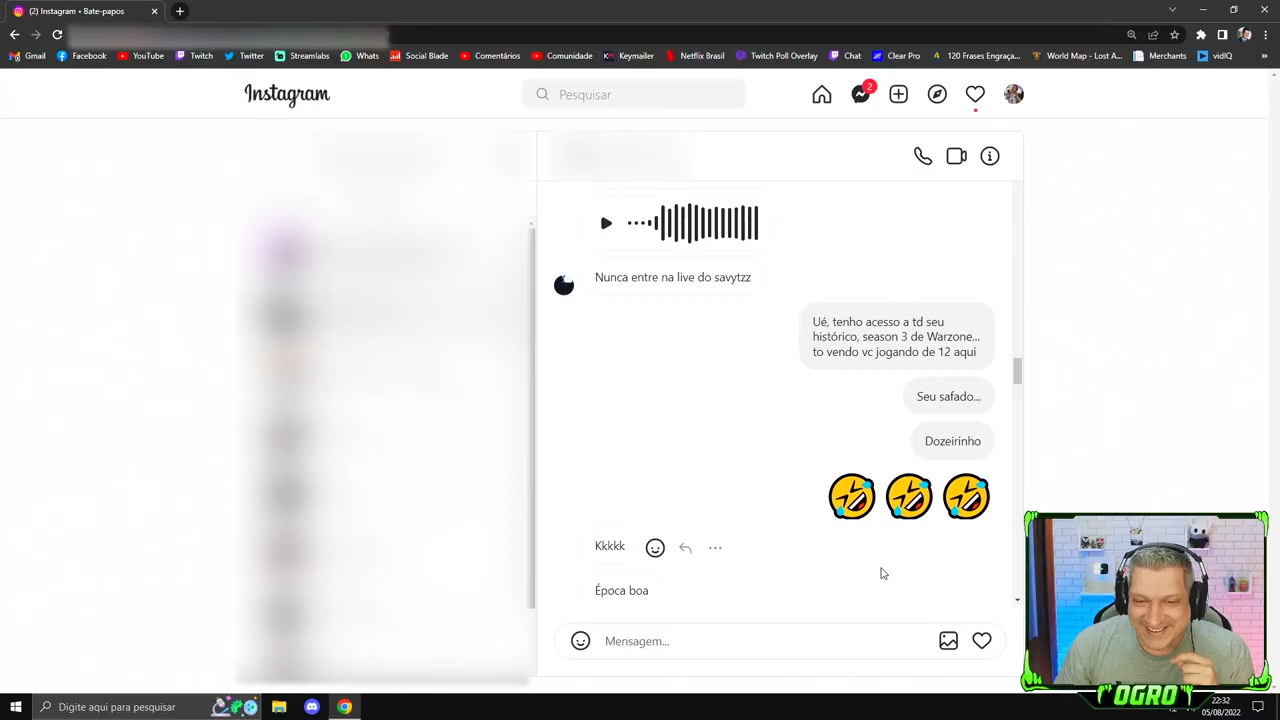 (2) Instagram • Bate-papos
Gmail
Facebook
YouTube
Twitch
Twitter
Streamlabs
Whats
Social Blade
Comentários
Comunidade
Keymailer
Netflix Brasil
Twitch Poll Overlay
Chat
Clear Pro
120 Frases Engraça...
World Map - Lost A...
Merchants
vidIQ
Instagram
Pesquisar
2
Nunca entre na live do savytzz
Ué, tenho acesso a td seu
histórico, season 3 de Warzone...
to vendo vc jogando de 12 aqui
Seu safado...
Dozeirinho
Kkkkk
Época boa
Mensagem...
OGRO
Digite aqui para pesquisar
22:32
05/08/2022